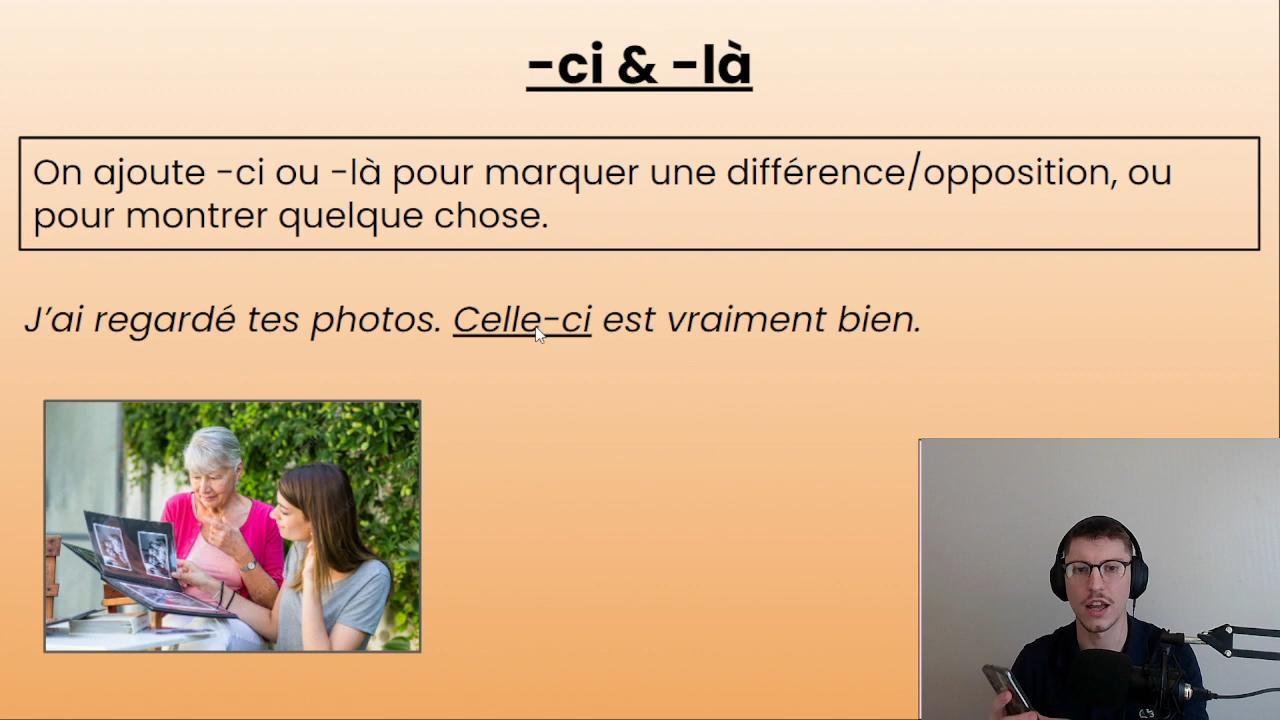 -ci & -là
On ajoute -ci ou -là pour marquer une différence/opposition, ou
pour montrer quelque chose.
J’ai regardé tes photos. Celle-ci est vraiment bien.